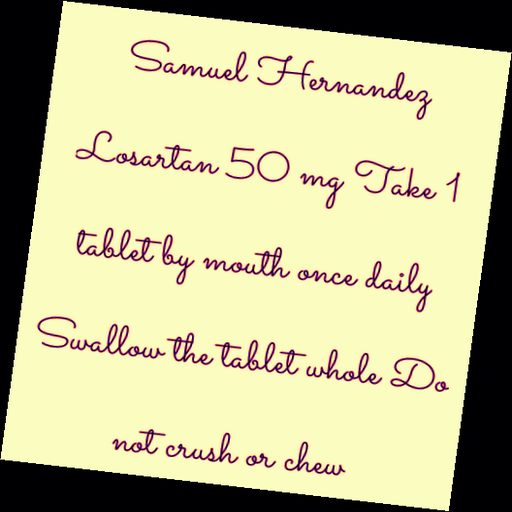 Samuel Hernandez
Losartan 50 mg Take 1
tablet by mouth once daily
Swallow the tablet whole Do
not crush or chew